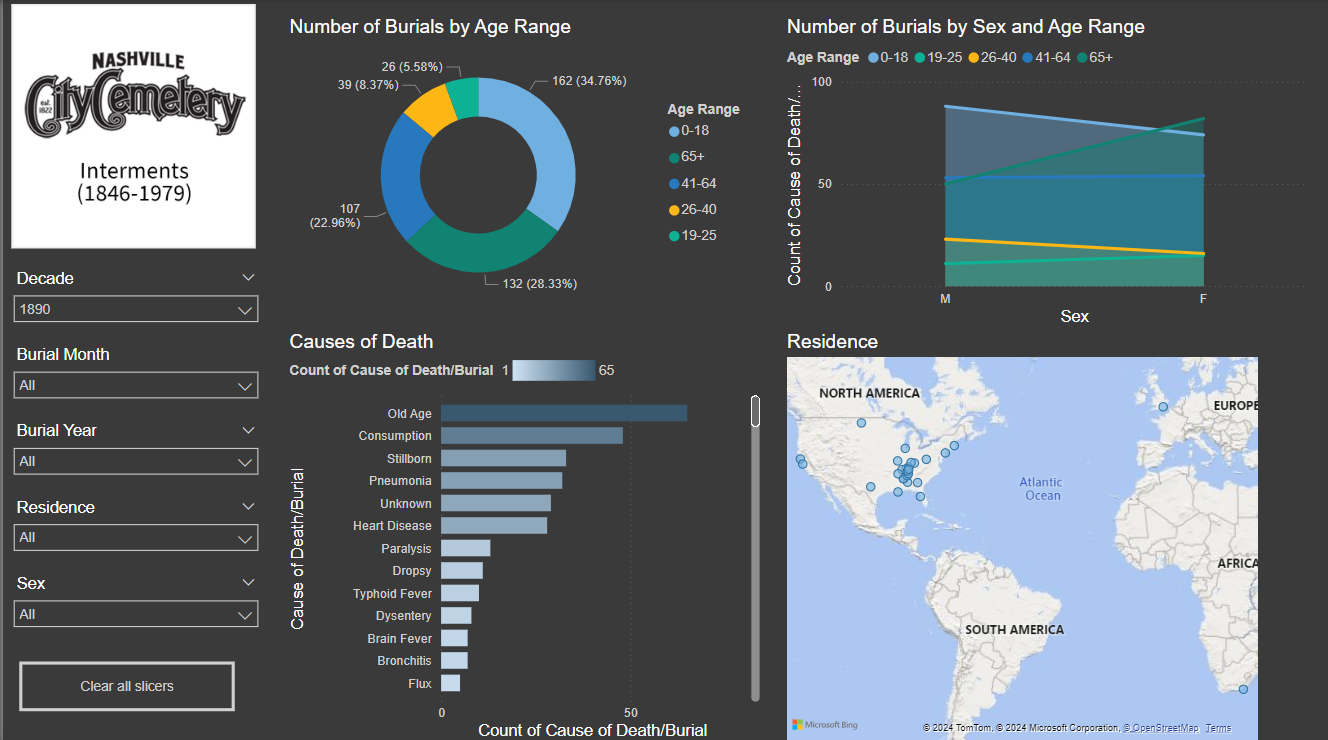 NASHVILLE
est. 1822
City Cemetery
Interments
(1846-1979)
Decade
1890
Burial Month
All
Burial Year
All
Residence
All
Sex
All
Clear all slicers
Number of Burials by Age Range
26 (5.58%)
39 (8.37%)
162 (34.76%)
107
(22.96%)
132 (28.33%)
Age Range
0-18
65+
41-64
26-40
19-25
Number of Burials by Sex and Age Range
Age Range 0-18 19-25 26-40 41-64 65+
Count of Cause of Death/...
100
50
0
M F
Sex
Causes of Death
Count of Cause of Death/Burial 1 65
Cause of Death/Burial
Old Age
Consumption
Stillborn
Pneumonia
Unknown
Heart Disease
Paralysis
Dropsy
Typhoid Fever
Dysentery
Brain Fever
Bronchitis
Flux
0 50
Count of Cause of Death/Burial
Residence
NORTH AMERICA
EUROPE
Atlantic
Ocean
AFRICA
SOUTH AMERICA
Microsoft Bing
© 2024 TomTom, © 2024 Microsoft Corporation, © OpenStreetMap Terms